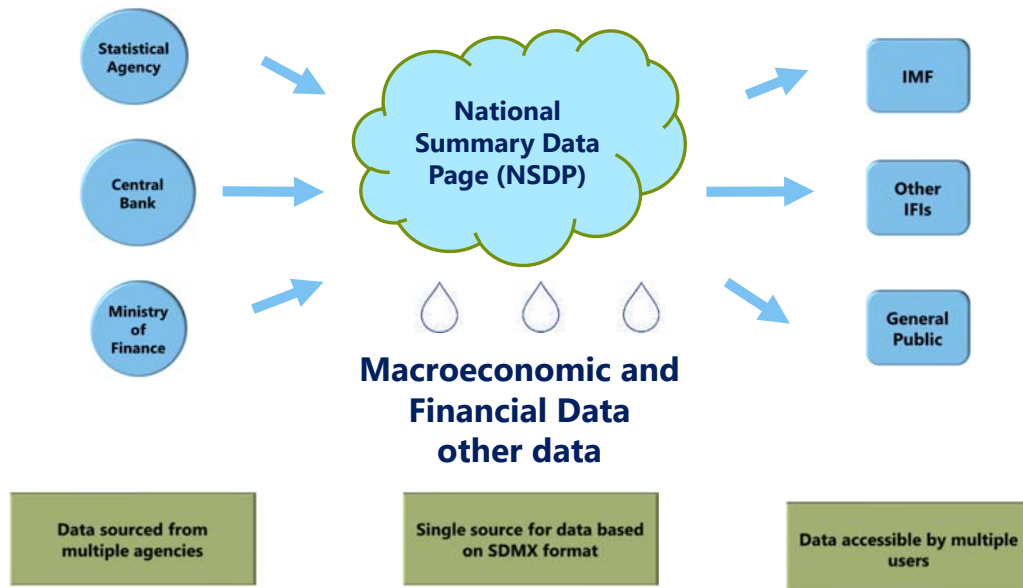 Statistical
Agency
Central
Bank
Ministry
of
Finance
National
Summary Data
Page (NSDP)
Macroeconomic and
Financial Data
other data
IMF
Other
IFIs
General
Public
Data sourced from
multiple agencies
Single source for data based
on SDMX format
Data accessible by multiple
users